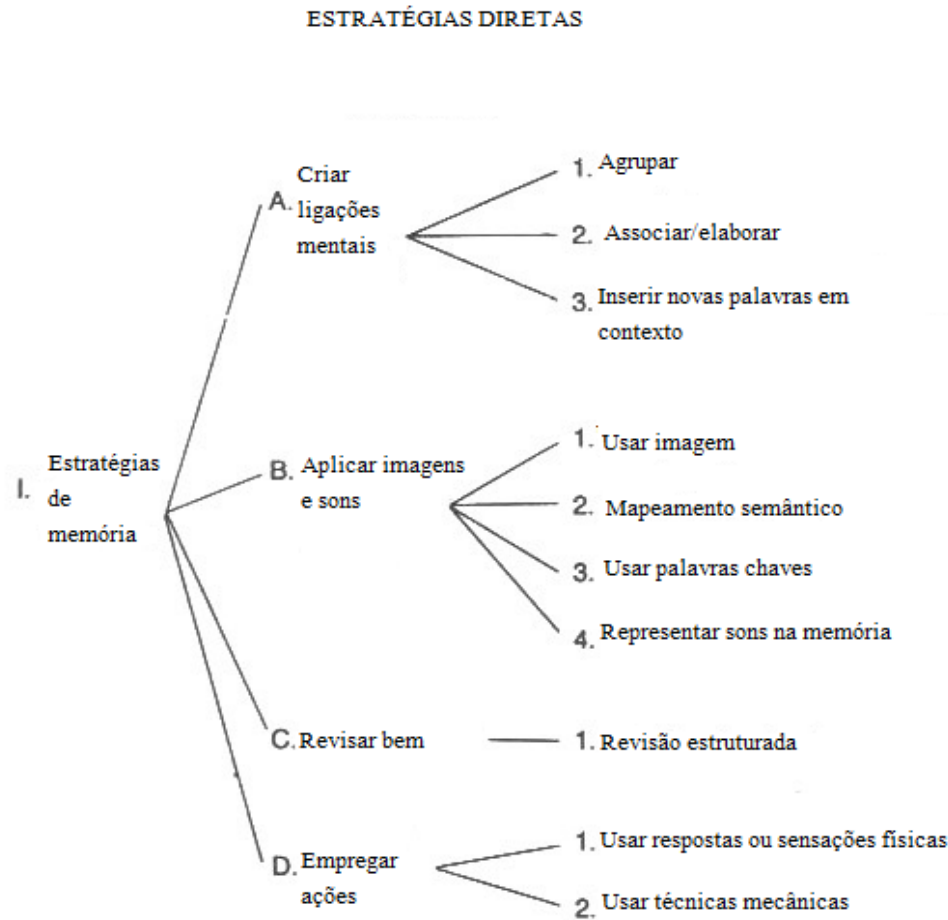 ESTRATÉGIAS DIRETAS
I. Estratégias
de
memória
A. Criar
ligações
mentais
1. Agrupar
2. Associar/elaborar
3. Inserir novas palavras em
contexto
B. Aplicar imagens
e sons
1. Usar imagem
2. Mapeamento semântico
3. Usar palavras chaves
4. Representar sons na memória
C. Revisar bem
1. Revisão estruturada
D. Empregar
ações
1. Usar respostas ou sensações físicas
2. Usar técnicas mecânicas